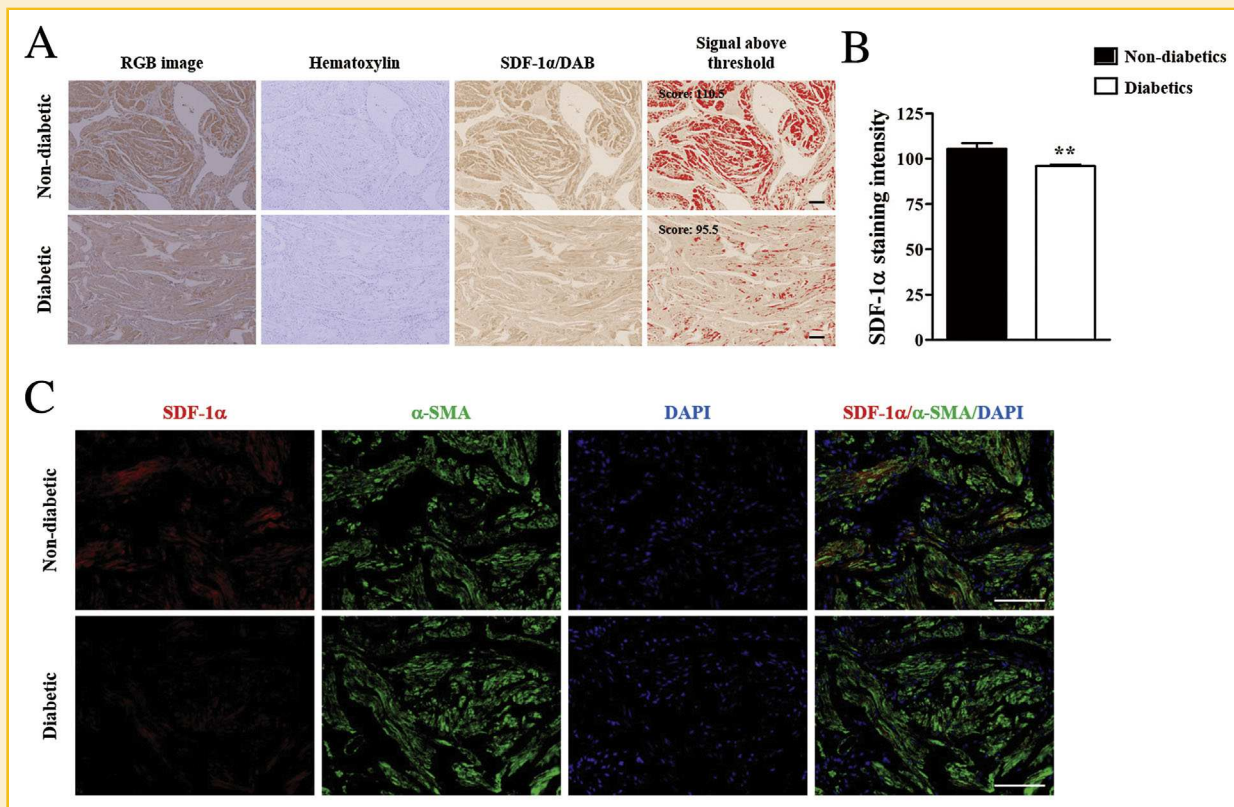 A
RGB image
Hematoxylin
SDF-1α/DAB
Signal above
threshold
Non-diabetic
Score: 110.5
Diabetic
Score: 95.5
B
Non-diabetics
Diabetics
SDF-1α staining intensity
125
100
75
50
25
0
**
C
SDF-1α
α-SMA
DAPI
SDF-1α/α-SMA/DAPI
Non-diabetic
Diabetic